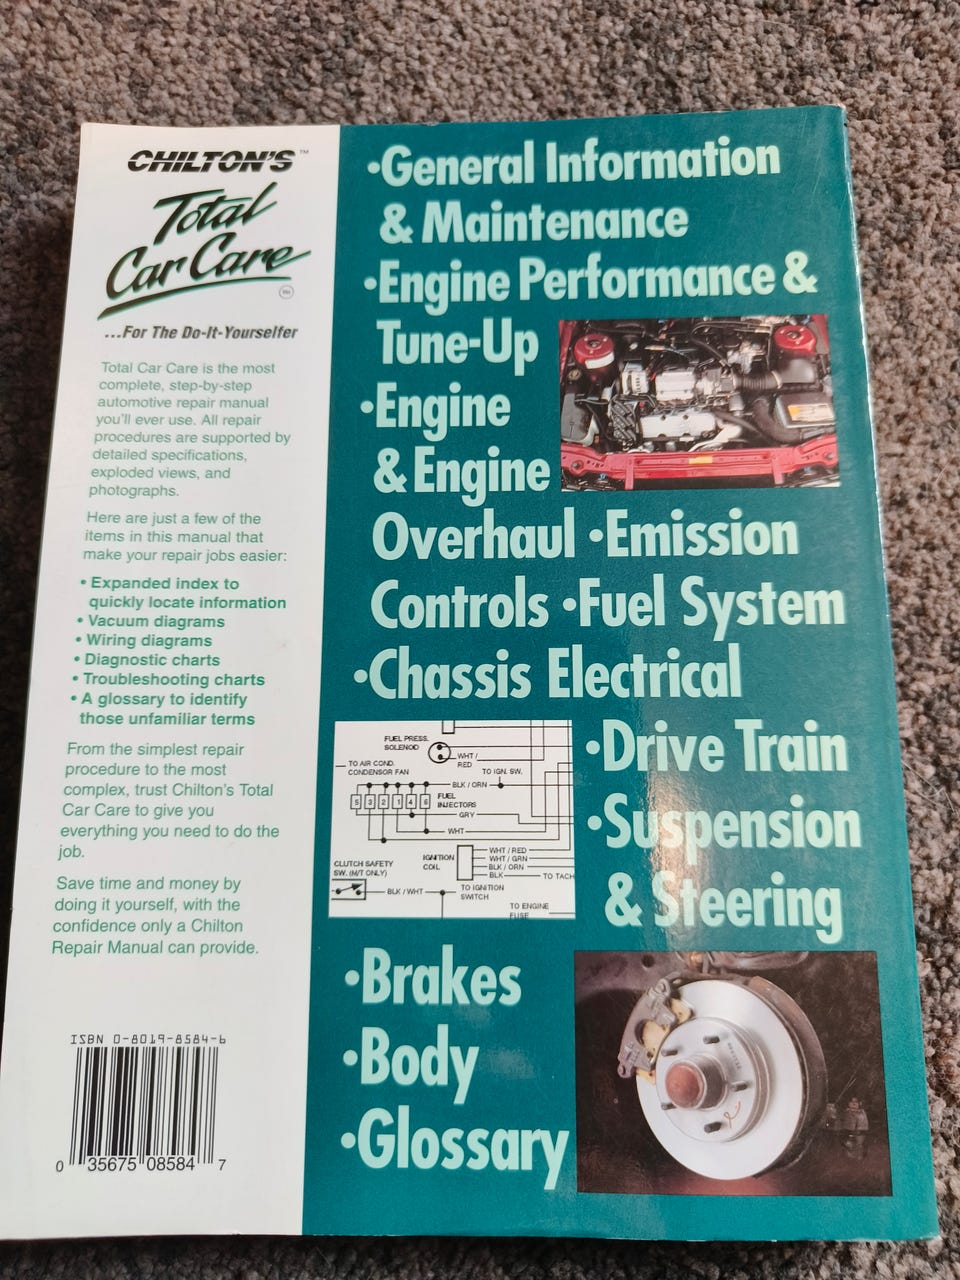 CHILTON'S™
Total
Car Care
...For The Do-It-Yourselfer
Total Car Care is the most
complete, step-by-step
automotive repair manual
you'll ever use. All repair
procedures are supported by
detailed specifications,
exploded views, and
photographs.
Here are just a few of the
items in this manual that
make your repair jobs easier:
• Expanded index to
quickly locate information
• Vacuum diagrams
• Wiring diagrams
• Diagnostic charts
• Troubleshooting charts
• A glossary to identify
those unfamiliar terms
From the simplest repair
procedure to the most
complex, trust Chilton's Total
Car Care to give you
everything you need to do the
job.
Save time and money by
doing it yourself, with the
confidence only a Chilton
Repair Manual can provide.
ISBN 0-8019-8584-6
0 35675 08584 7
•General Information
& Maintenance
•Engine Performance &
Tune-Up
•Engine
& Engine
Overhaul •Emission
Controls •Fuel System
•Chassis Electrical
FUEL PRESS.
SOLENOID
WHT /
RED
TO AIR COND.
CONDENSOR FAN
TO IGN. SW.
BLK / ORN
5 3 2 1 4 6
FUEL
INJECTORS
GRY
WHT
CLUTCH SAFETY
SW. (M/T ONLY)
IGNITION
COIL
WHT / RED
WHT / GRN
BLK / ORN
BLK
TO TACH
BLK / WHT
TO IGNITION
SWITCH
TO ENGINE
FUSE
•Drive Train
•Suspension
& Steering
•Brakes
•Body
•Glossary